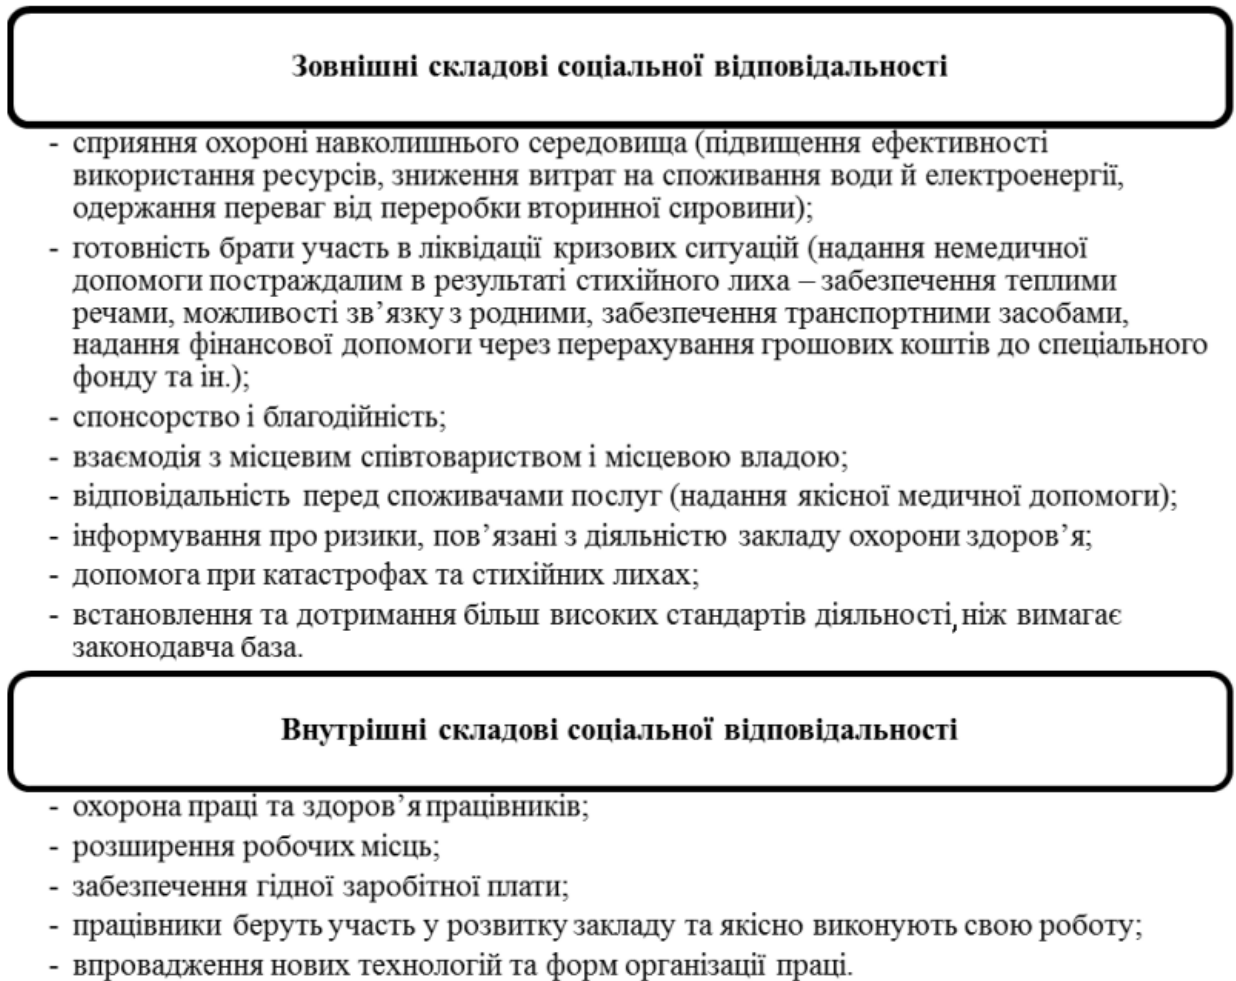 Зовнішні складові соціальної відповідальності
- сприяння охороні навколишнього середовища (підвищення ефективності
використання ресурсів, зниження витрат на споживання води й електроенергії,
одержання переваг від переробки вторинної сировини);
- готовність брати участь в ліквідації кризових ситуацій (надання немедичної
допомоги постраждалим в результаті стихійного лиха – забезпечення теплими
речами, можливості зв’язку з родними, забезпечення транспортними засобами,
надання фінансової допомоги через перерахування грошових коштів до спеціального
фонду та ін.);
- спонсорство і благодійність;
- взаємодія з місцевим співтовариством і місцевою владою;
- відповідальність перед споживачами послуг (надання якісної медичної допомоги);
- інформування про ризики, пов’язані з діяльністю закладу охорони здоров’я;
- допомога при катастрофах та стихійних лихах;
- встановлення та дотримання більш високих стандартів діяльності, ніж вимагає
законодавча база.
Внутрішні складові соціальної відповідальності
- охорона праці та здоров’я працівників;
- розширення робочих місць;
- забезпечення гідної заробітної плати;
- працівники беруть участь у розвитку закладу та якісно виконують свою роботу;
- впровадження нових технологій та форм організації праці.